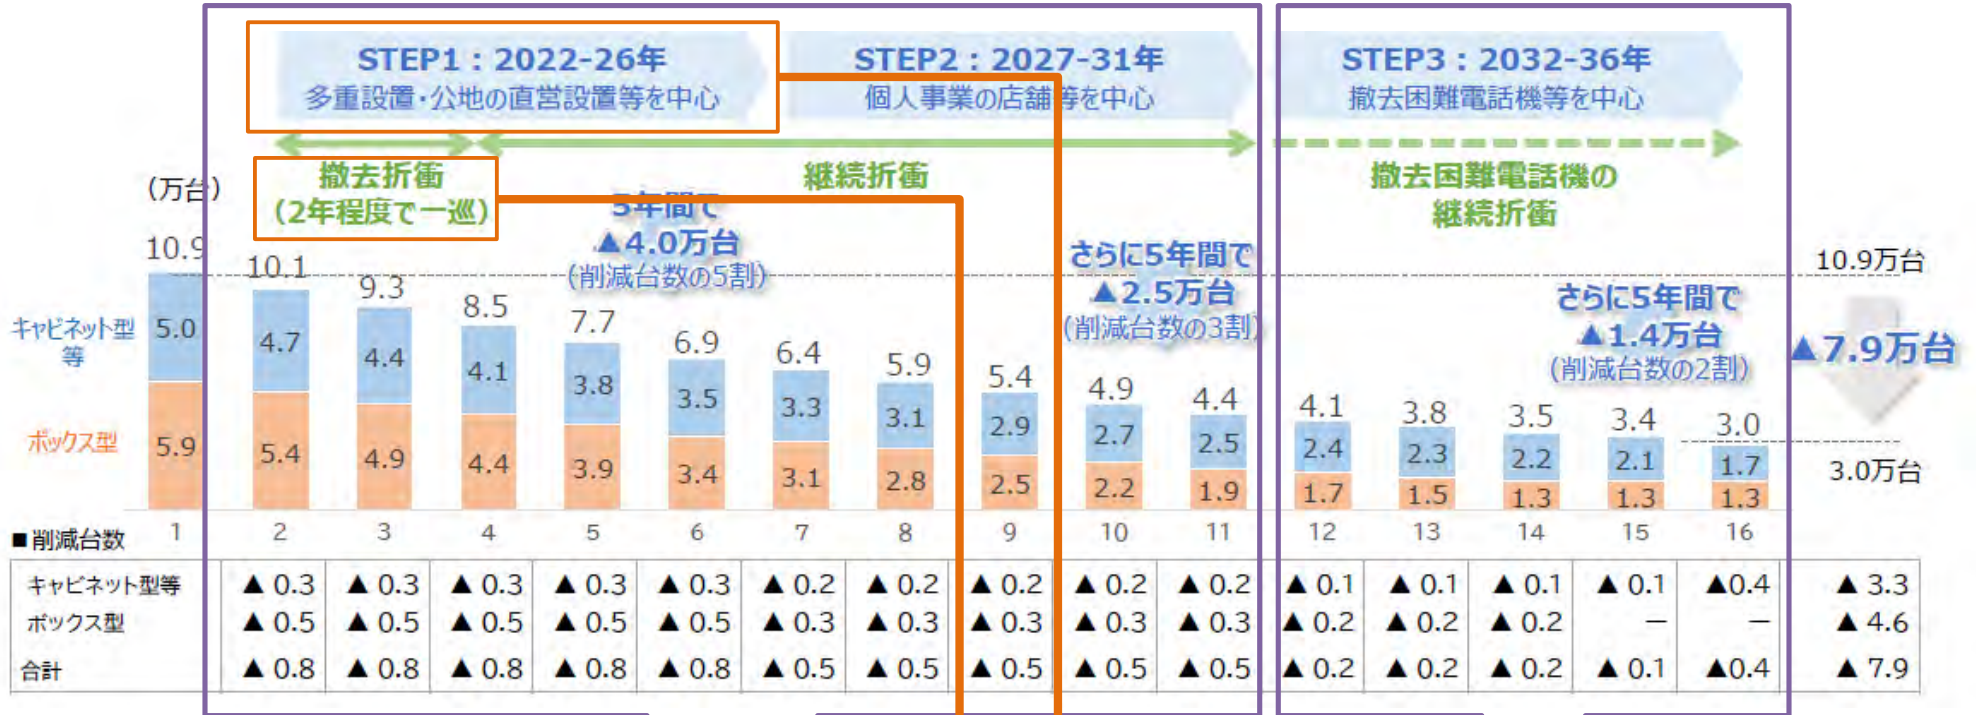 STEP1：2022-26年
多重設置・公地の直営設置等を中心
STEP2：2027-31年
個人事業の店舗等を中心
STEP3：2032-36年
撤去困難電話機等を中心
撤去折衝
（2年程度で一巡）
継続折衝
撤去困難電話機の
継続折衝
（万台）
5年間で
▲4.0万台
（削減台数の5割）
さらに5年間で
▲2.5万台
（削減台数の3割）
さらに5年間で
▲1.4万台
（削減台数の2割）
10.9万台
▲7.9万台
3.0万台
10.9 10.1 9.3 8.5 7.7 6.9 6.4 5.9 5.4 4.9 4.4 4.1 3.8 3.5 3.4 3.0
キャビネット型
等
5.0 4.7 4.4 4.1 3.8 3.5 3.3 3.1 2.9 2.7 2.5 2.4 2.3 2.2 2.1 1.7
ボックス型 5.9 5.4 4.9 4.4 3.9 3.4 3.1 2.8 2.5 2.2 1.9 1.7 1.5 1.3 1.3 1.3
■削減台数 1 2 3 4 5 6 7 8 9 10 11 12 13 14 15 16
キャビネット型等 ▲ 0.3 ▲ 0.3 ▲ 0.3 ▲ 0.3 ▲ 0.3 ▲ 0.2 ▲ 0.2 ▲ 0.2 ▲ 0.2 ▲ 0.2 ▲ 0.1 ▲ 0.1 ▲ 0.1 ▲ 0.1 ▲0.4 ▲ 3.3
ボックス型 ▲ 0.5 ▲ 0.5 ▲ 0.5 ▲ 0.5 ▲ 0.5 ▲ 0.3 ▲ 0.3 ▲ 0.3 ▲ 0.3 ▲ 0.3 ▲ 0.2 ▲ 0.2 ▲ 0.2 － － ▲ 4.6
合計 ▲ 0.8 ▲ 0.8 ▲ 0.8 ▲ 0.8 ▲ 0.8 ▲ 0.5 ▲ 0.5 ▲ 0.5 ▲ 0.5 ▲ 0.5 ▲ 0.2 ▲ 0.2 ▲ 0.2 ▲ 0.1 ▲0.4 ▲ 7.9